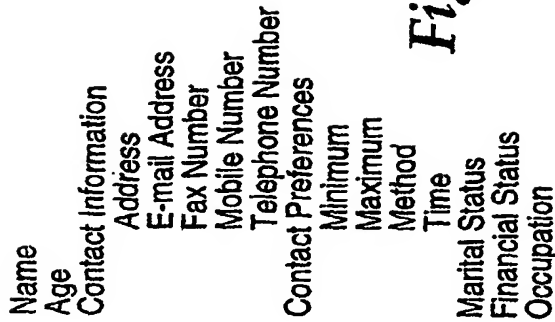 Name
Age
Contact Information
Address
E-mail Address
Fax Number
Mobile Number
Telephone Number
Contact Preferences
Minimum
Maximum
Method
Time
Marital Status
Financial Status
Occupation